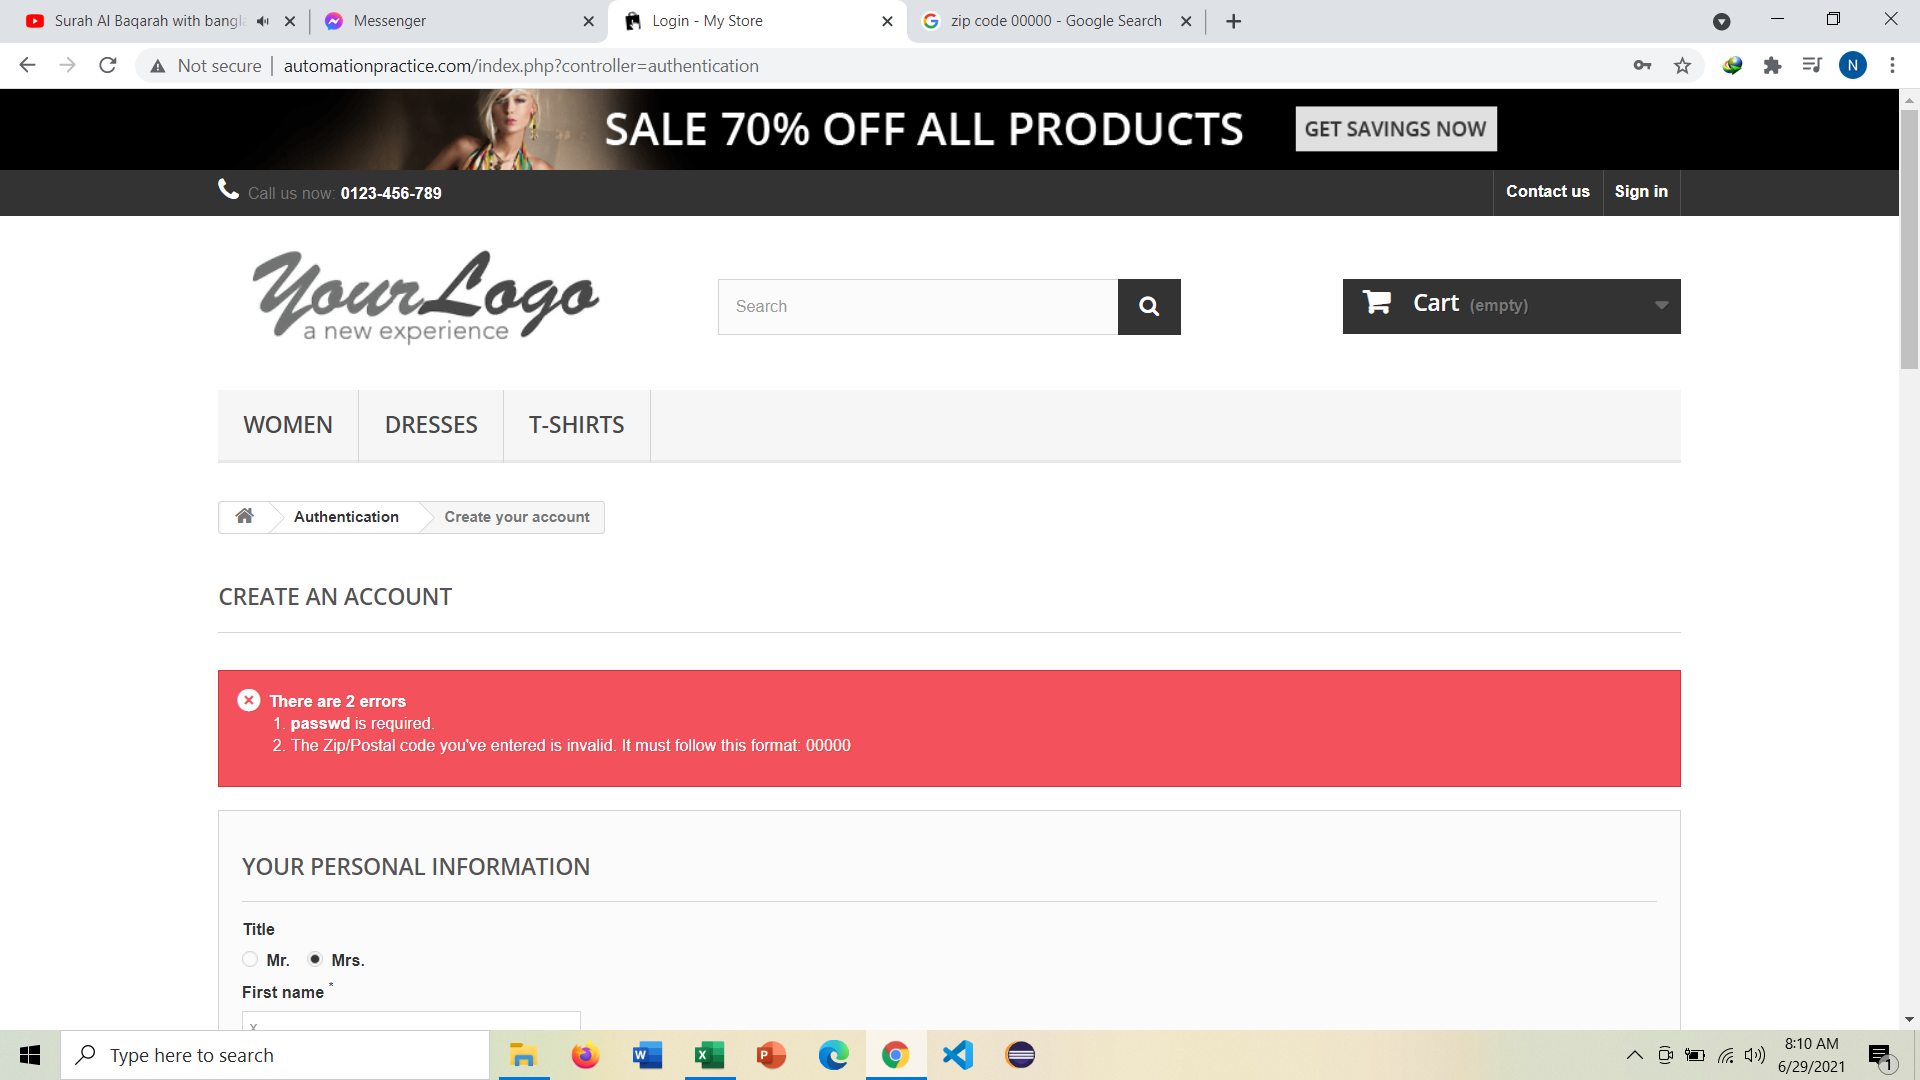 Surah Al Baqarah with bangla
Messenger
Login - My Store
zip code 00000 - Google Search
Not secure
automationpractice.com/index.php?controller=authentication
N
SALE 70% OFF ALL PRODUCTS
GET SAVINGS NOW
Call us now: 0123-456-789
Contact us
Sign in
YourLogo
a new experience
Search
Cart (empty)
WOMEN
DRESSES
T-SHIRTS
Authentication
Create your account
CREATE AN ACCOUNT
There are 2 errors
1. passwd is required.
2. The Zip/Postal code you've entered is invalid. It must follow this format: 00000
YOUR PERSONAL INFORMATION
Title
Mr.
Mrs.
First name *
x
Type here to search
8:10 AM
6/29/2021
1